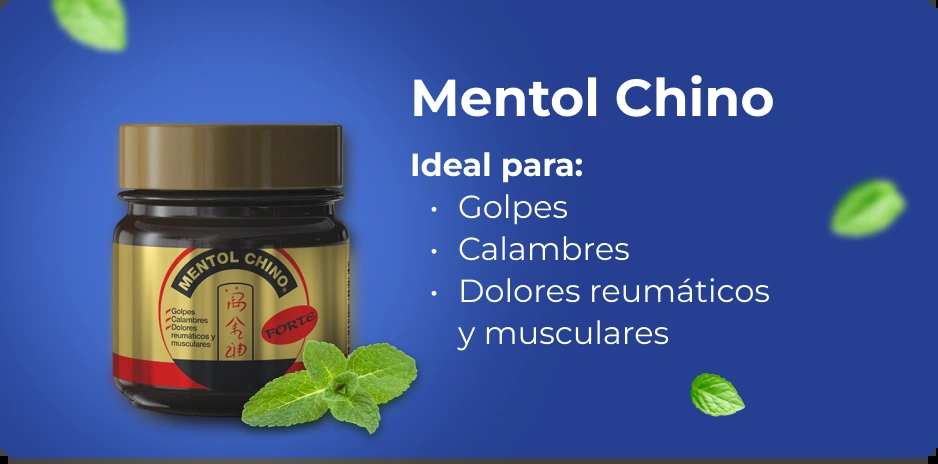 Mentol Chino
Ideal para:
• Golpes
• Calambres
• Dolores reumáticos
y musculares
MENTOL CHINO
Golpes
Calambres
Dolores
reumáticos y
musculares
FORTE